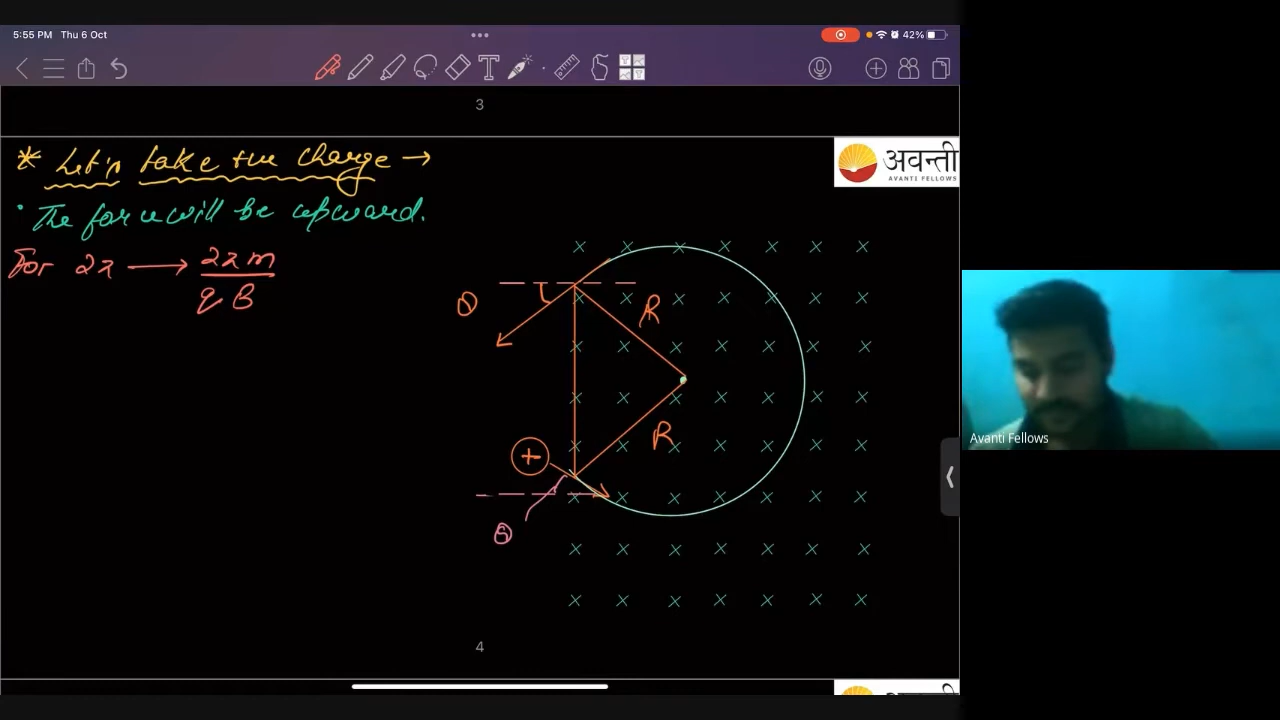 5:55 PM Thu 6 Oct
42%
3
* Let's take +ve charge →
अवन्ती
AVANTI FELLOWS
• The force will be upward.
For 2π → 2πm
qB
θ
R
R
+
θ
Avanti Fellows
4